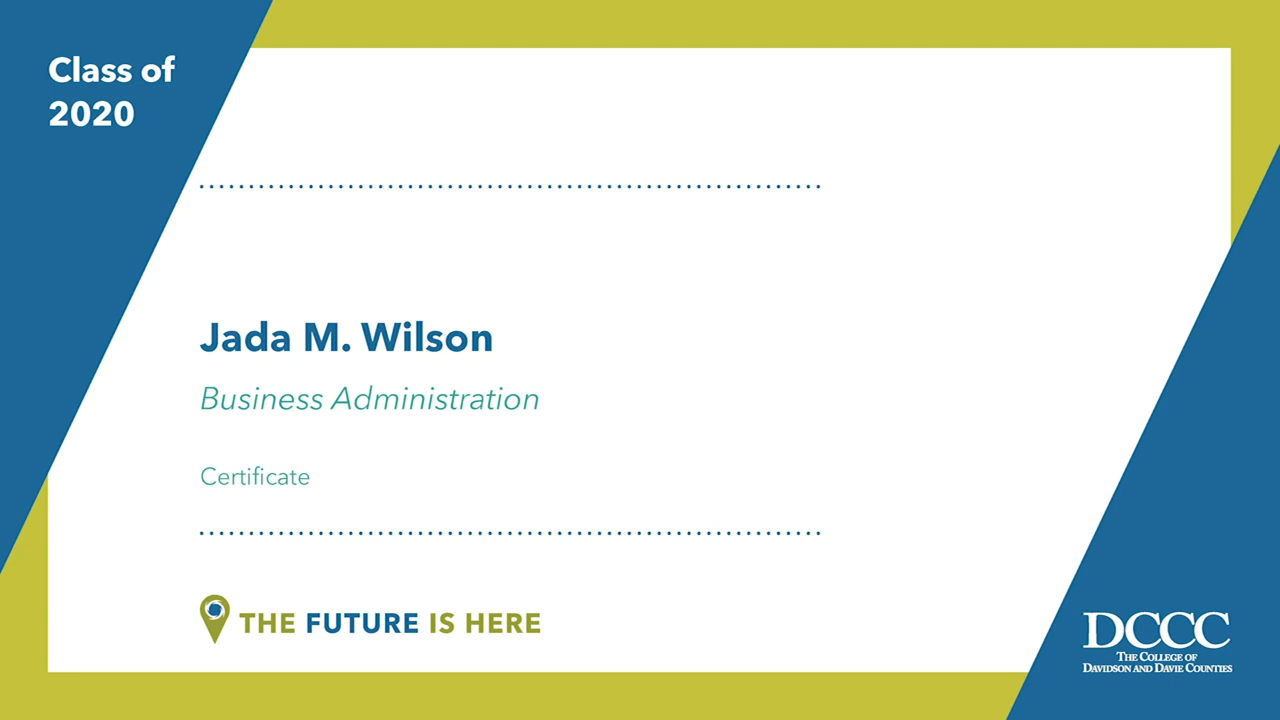 Class of
2020
Jada M. Wilson
Business Administration
Certificate
THE FUTURE IS HERE
DCCC
THE COLLEGE OF
DAVIDSON AND DAVIE COUNTIES